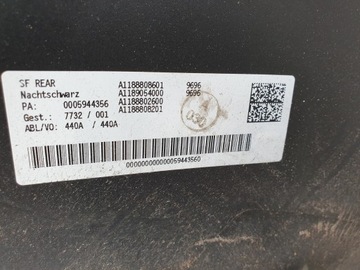 SF REAR A1188808601 9696
Nachtschwarz A1189054000 9696
PA: 0005944356 A1188802600
Gest.: 7732 / 001 A1188808201
ABL/VO: 440A / 440A
030
000000000000059443560